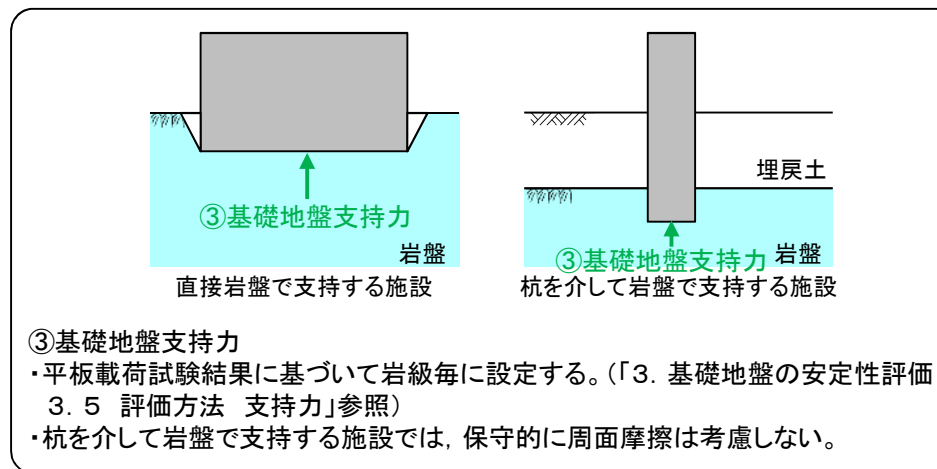 埋戻土
③基礎地盤支持力
岩盤
直接岩盤で支持する施設
③基礎地盤支持力
岩盤
杭を介して岩盤で支持する施設
③基礎地盤支持力
・平板載荷試験結果に基づいて岩級毎に設定する。（「3．基礎地盤の安定性評価
3．5　評価方法　支持力」参照）
・杭を介して岩盤で支持する施設では，保守的に周面摩擦は考慮しない。